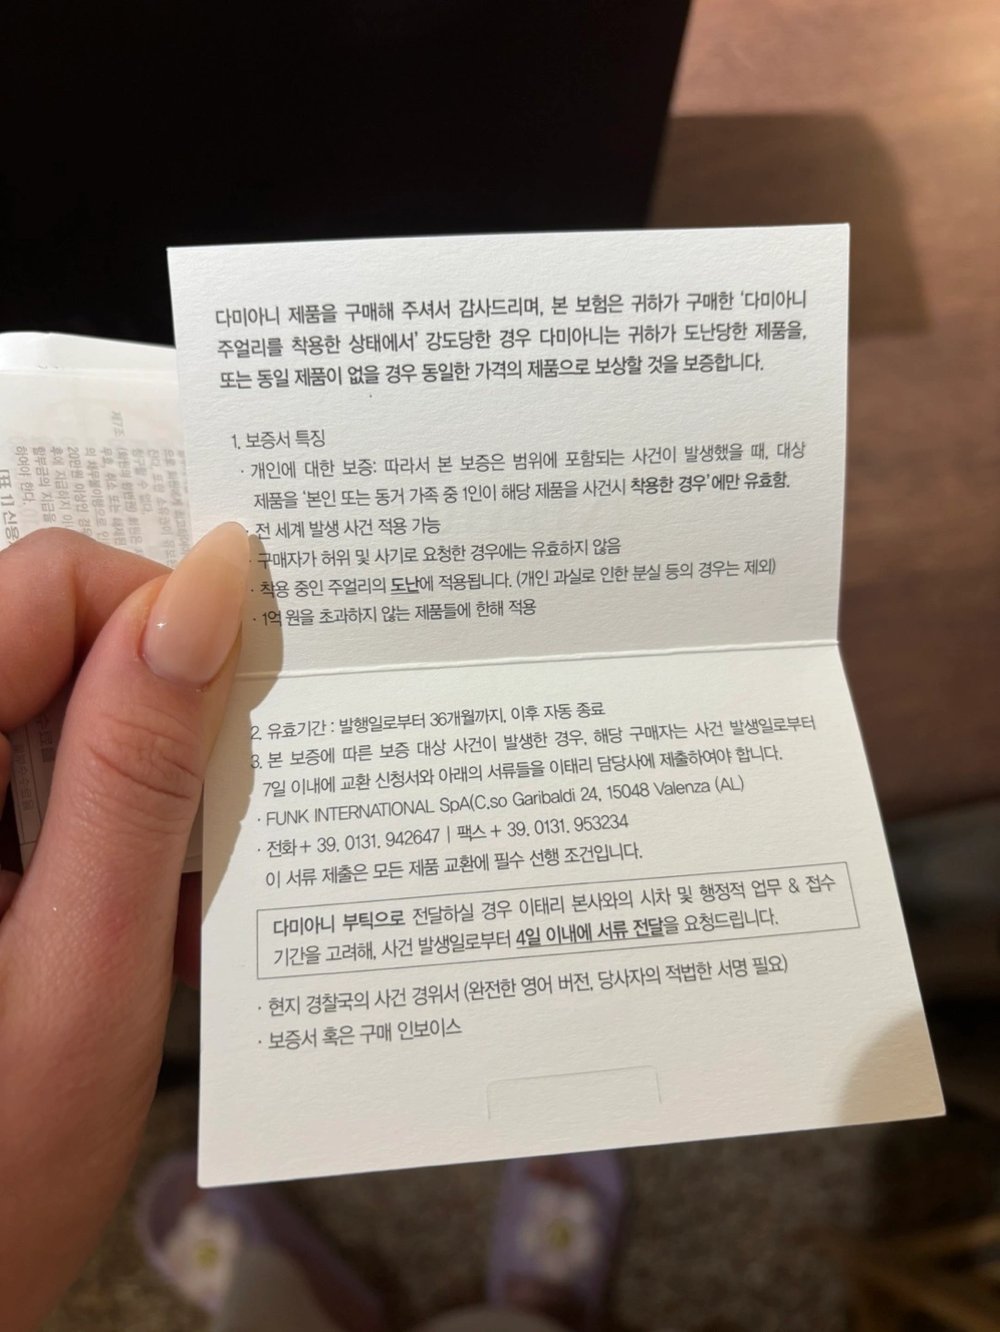 다미아니 제품을 구매해 주셔서 감사드리며, 본 보험은 귀하가 구매한 '다미아니
주얼리를 착용한 상태에서' 강도당한 경우 다미아니는 귀하가 도난당한 제품을,
또는 동일 제품이 없을 경우 동일한 가격의 제품으로 보상할 것을 보증합니다.
1. 보증서 특징
· 개인에 대한 보증: 따라서 본 보증은 범위에 포함되는 사건이 발생했을 때, 대상
제품을 '본인 또는 동거 가족 중 1인이 해당 제품을 사건시 착용한 경우'에만 유효함.
· 전 세계 발생 사건 적용 가능
· 구매자가 허위 및 사기로 요청한 경우에는 유효하지 않음
· 착용 중인 주얼리의 도난에 적용됩니다. (개인 과실로 인한 분실 등의 경우는 제외)
· 1억 원을 초과하지 않는 제품들에 한해 적용
2. 유효기간 : 발행일로부터 36개월까지, 이후 자동 종료
3. 본 보증에 따른 보증 대상 사건이 발생한 경우, 해당 구매자는 사건 발생일로부터
7일 이내에 교환 신청서와 아래의 서류들을 이태리 담당사에 제출하여야 합니다.
· FUNK INTERNATIONAL SpA(C.so Garibaldi 24, 15048 Valenza (AL)
· 전화 + 39. 0131. 942647 | 팩스 + 39. 0131. 953234
이 서류 제출은 모든 제품 교환에 필수 선행 조건입니다.
다미아니 부틱으로 전달하실 경우 이태리 본사와의 시차 및 행정적 업무 & 접수
기간을 고려해, 사건 발생일로부터 4일 이내에 서류 전달을 요청드립니다.
· 현지 경찰국의 사건 경위서 (완전한 영어 버전, 당사자의 적법한 서명 필요)
· 보증서 혹은 구매 인보이스